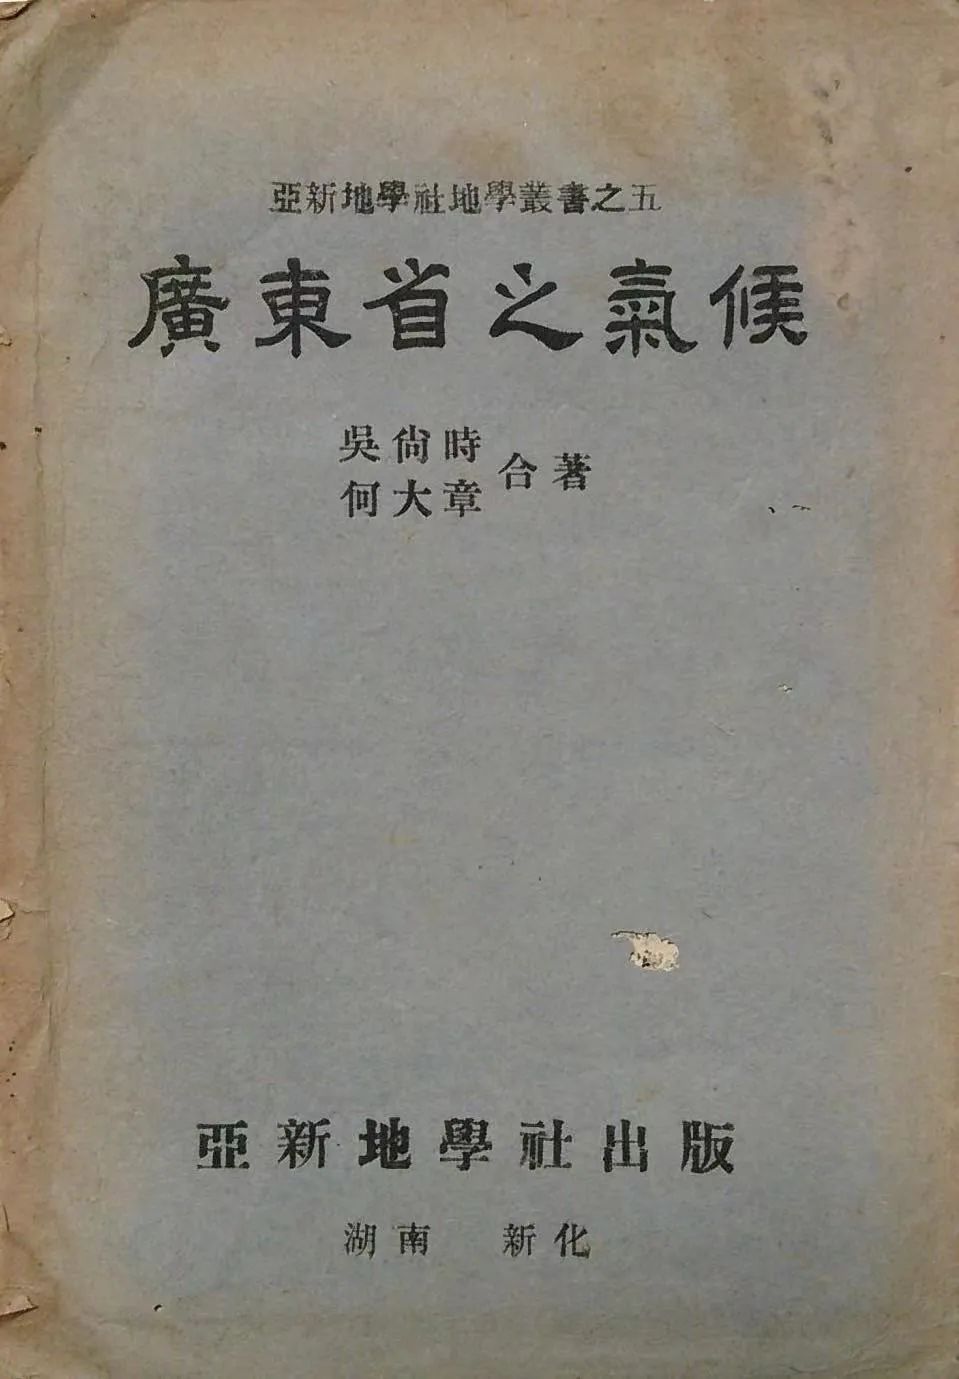 亞新地學社地學叢書之五
廣東省之氣候
吳尙時
何大章
合著
亞新地學社出版
湖南 新化